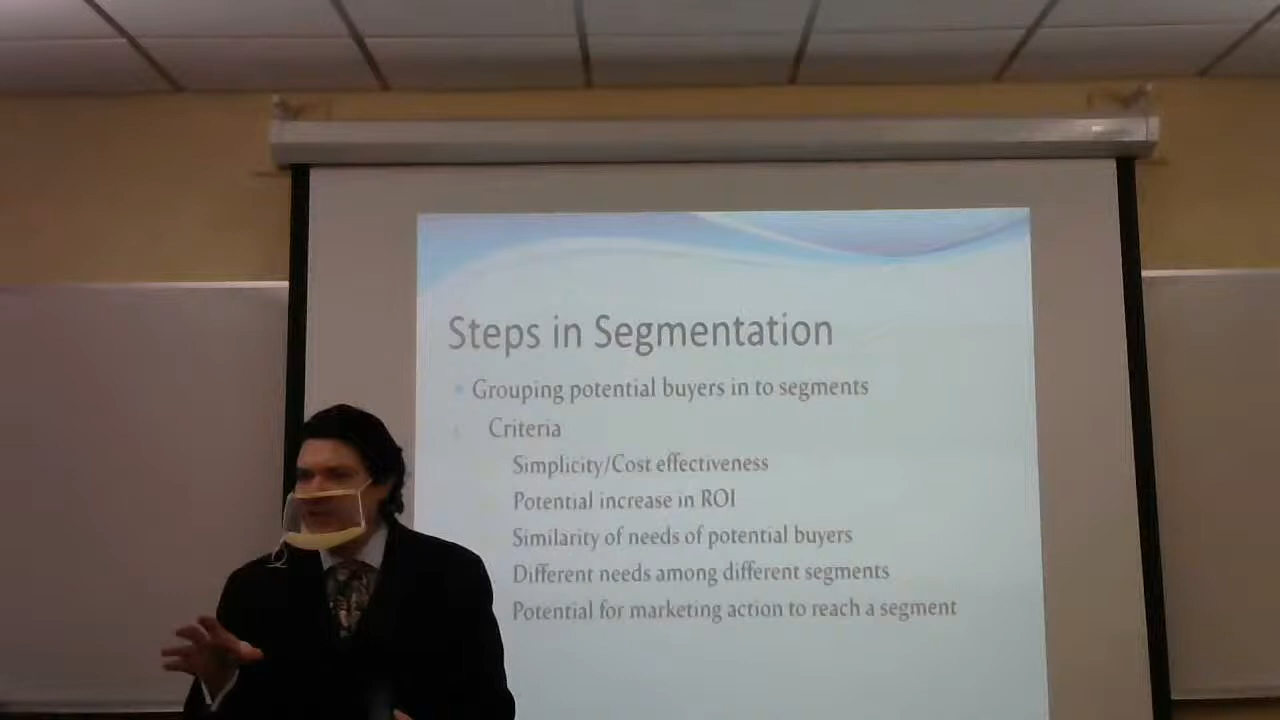 Steps in Segmentation
Grouping potential buyers in to segments
Criteria
Simplicity/Cost effectiveness
Potential increase in ROI
Similarity of needs of potential buyers
Different needs among different segments
Potential for marketing action to reach a segment